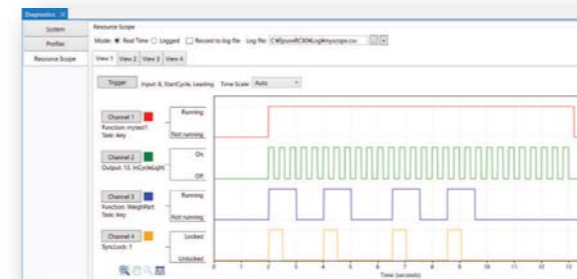 Diagnostics ×
System
Profiler
Resource Scope
Resource Scope
Mode: Real Time Logged Record to log file Log file: C:¥EpsonRC80¥Log¥myscope.csv
View 1 View 2 View 3 View 4
Trigger Input: 8, StartCycle, Leading Time Scale: Auto
Channel 1
Function: mytest1
Task: Any
Running
Not running
Channel 2
Output: 13, InCycleLight
On
Off
Channel 3
Function: WeighPart
Task: Any
Running
Not running
Channel 4
SyncLock: 1
Locked
Unlocked
0 1 2 3 4 5 6 7 8 9 10 11 12 13
Time (seconds)